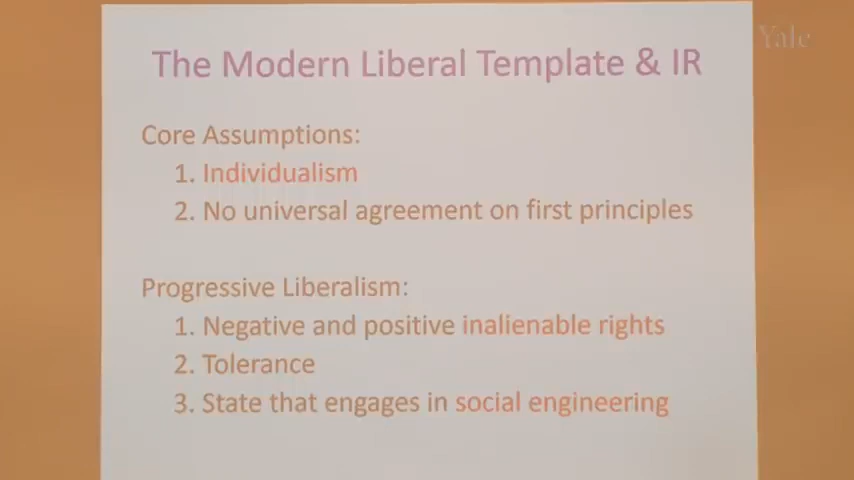 Yale
The Modern Liberal Template & IR
Core Assumptions:
1. Individualism
2. No universal agreement on first principles
Progressive Liberalism:
1. Negative and positive inalienable rights
2. Tolerance
3. State that engages in social engineering